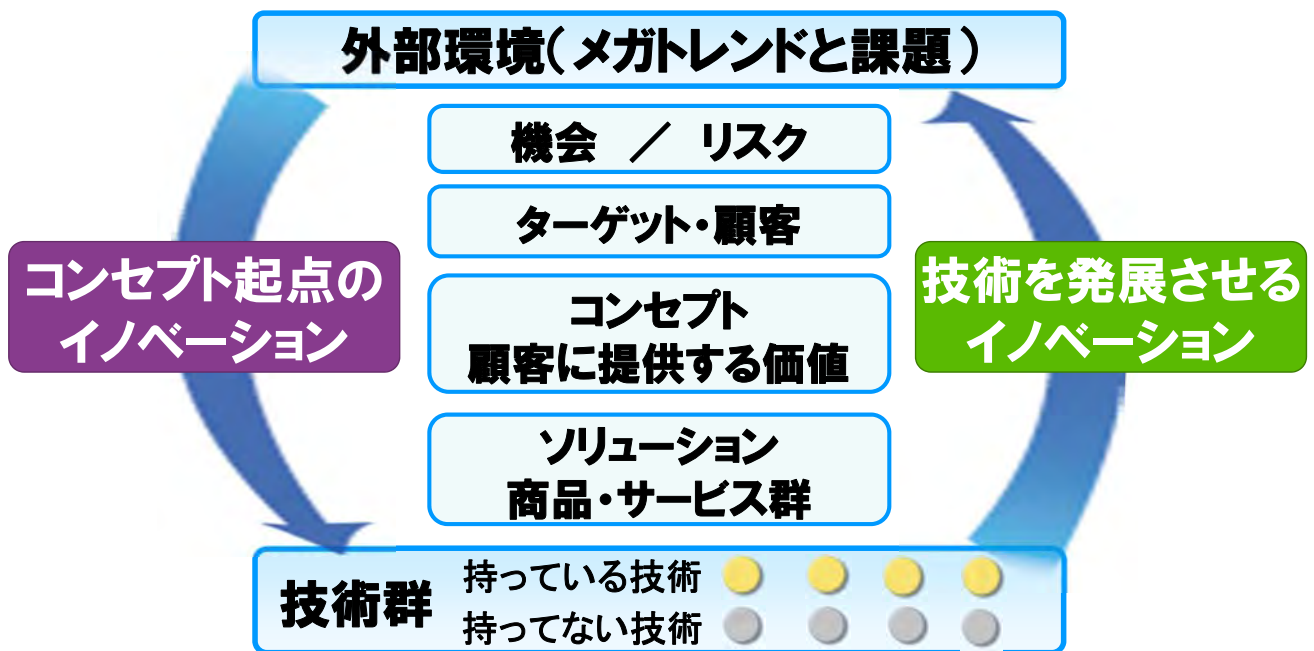 外部環境（メガトレンドと課題）
機会　／　リスク
ターゲット・顧客
コンセプト
顧客に提供する価値
ソリューション
商品・サービス群
コンセプト起点の
イノベーション
技術を発展させる
イノベーション
技術群
持っている技術
持ってない技術